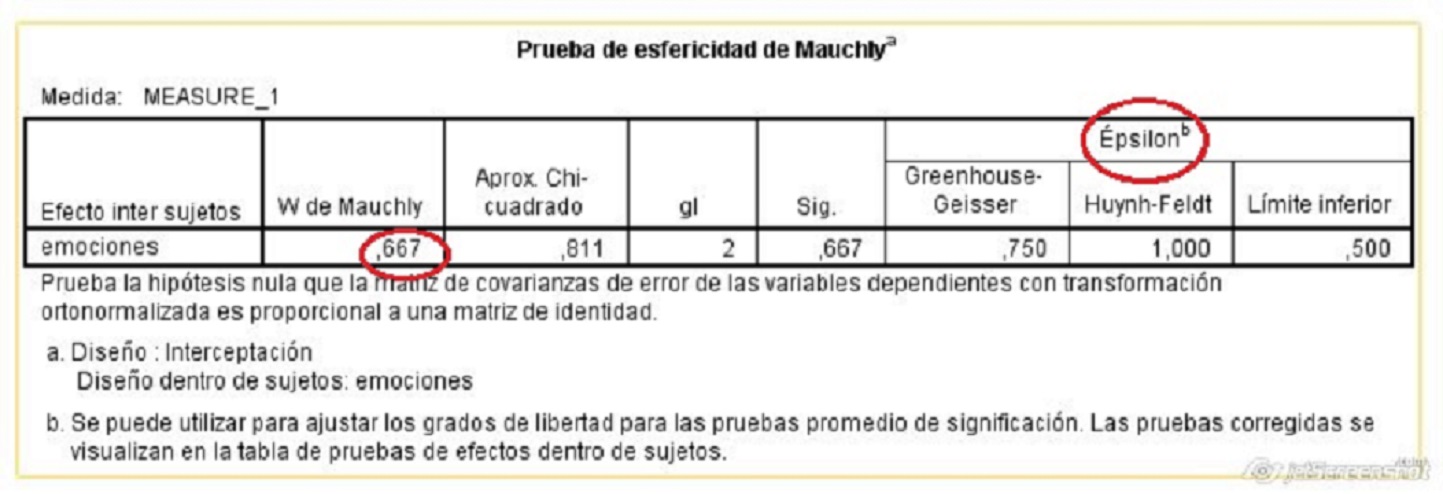 Prueba de esfericidad de Mauchlyª
Medida: MEASURE_1
Épsilonᵇ
Efecto inter sujetos W de Mauchly Aprox. Chi-cuadrado gl Sig. Greenhouse-Geisser Huynh-Feldt Límite inferior
emociones ,667 ,811 2 ,667 ,750 1,000 ,500
Prueba la hipótesis nula que la matriz de covarianzas de error de las variables dependientes con transformación
ortonormalizada es proporcional a una matriz de identidad.
a. Diseño : Interceptación
Diseño dentro de sujetos: emociones
b. Se puede utilizar para ajustar los grados de libertad para las pruebas promedio de significación. Las pruebas corregidas se
visualizan en la tabla de pruebas de efectos dentro de sujetos.
jetScreenshot